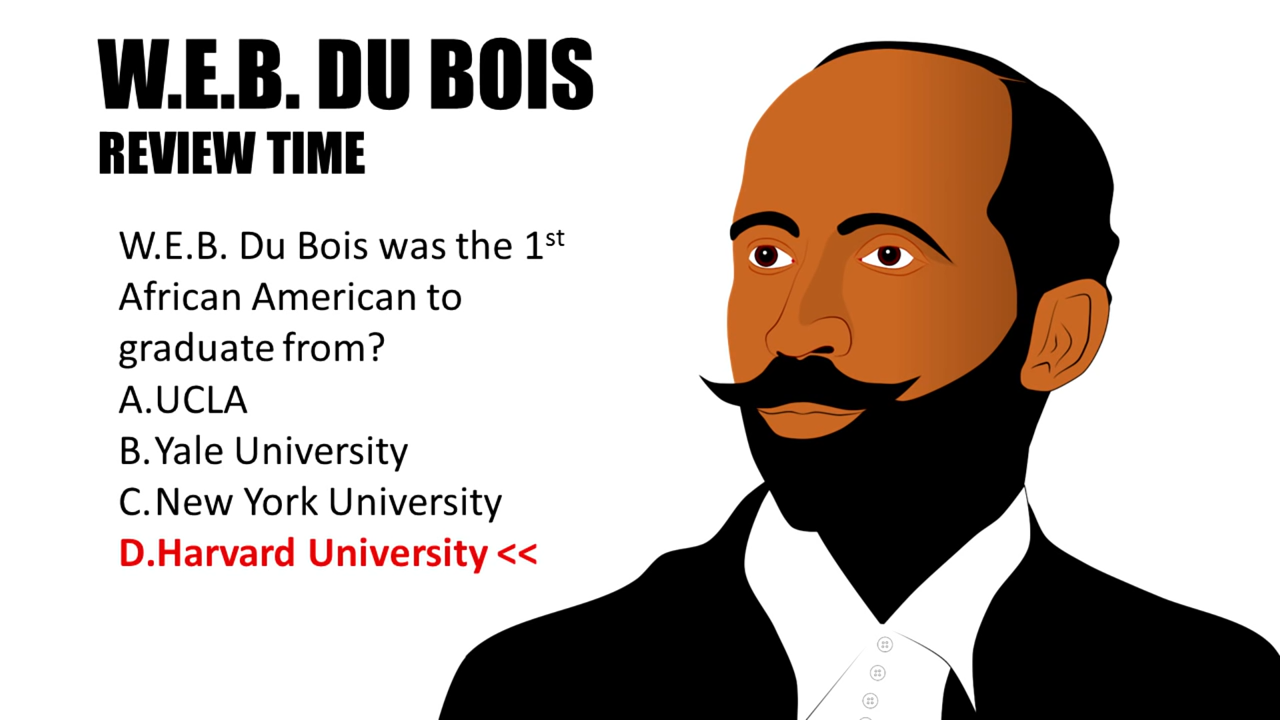 W.E.B. DU BOIS
REVIEW TIME
W.E.B. Du Bois was the 1st
African American to
graduate from?
A.UCLA
B.Yale University
C.New York University
D.Harvard University <<